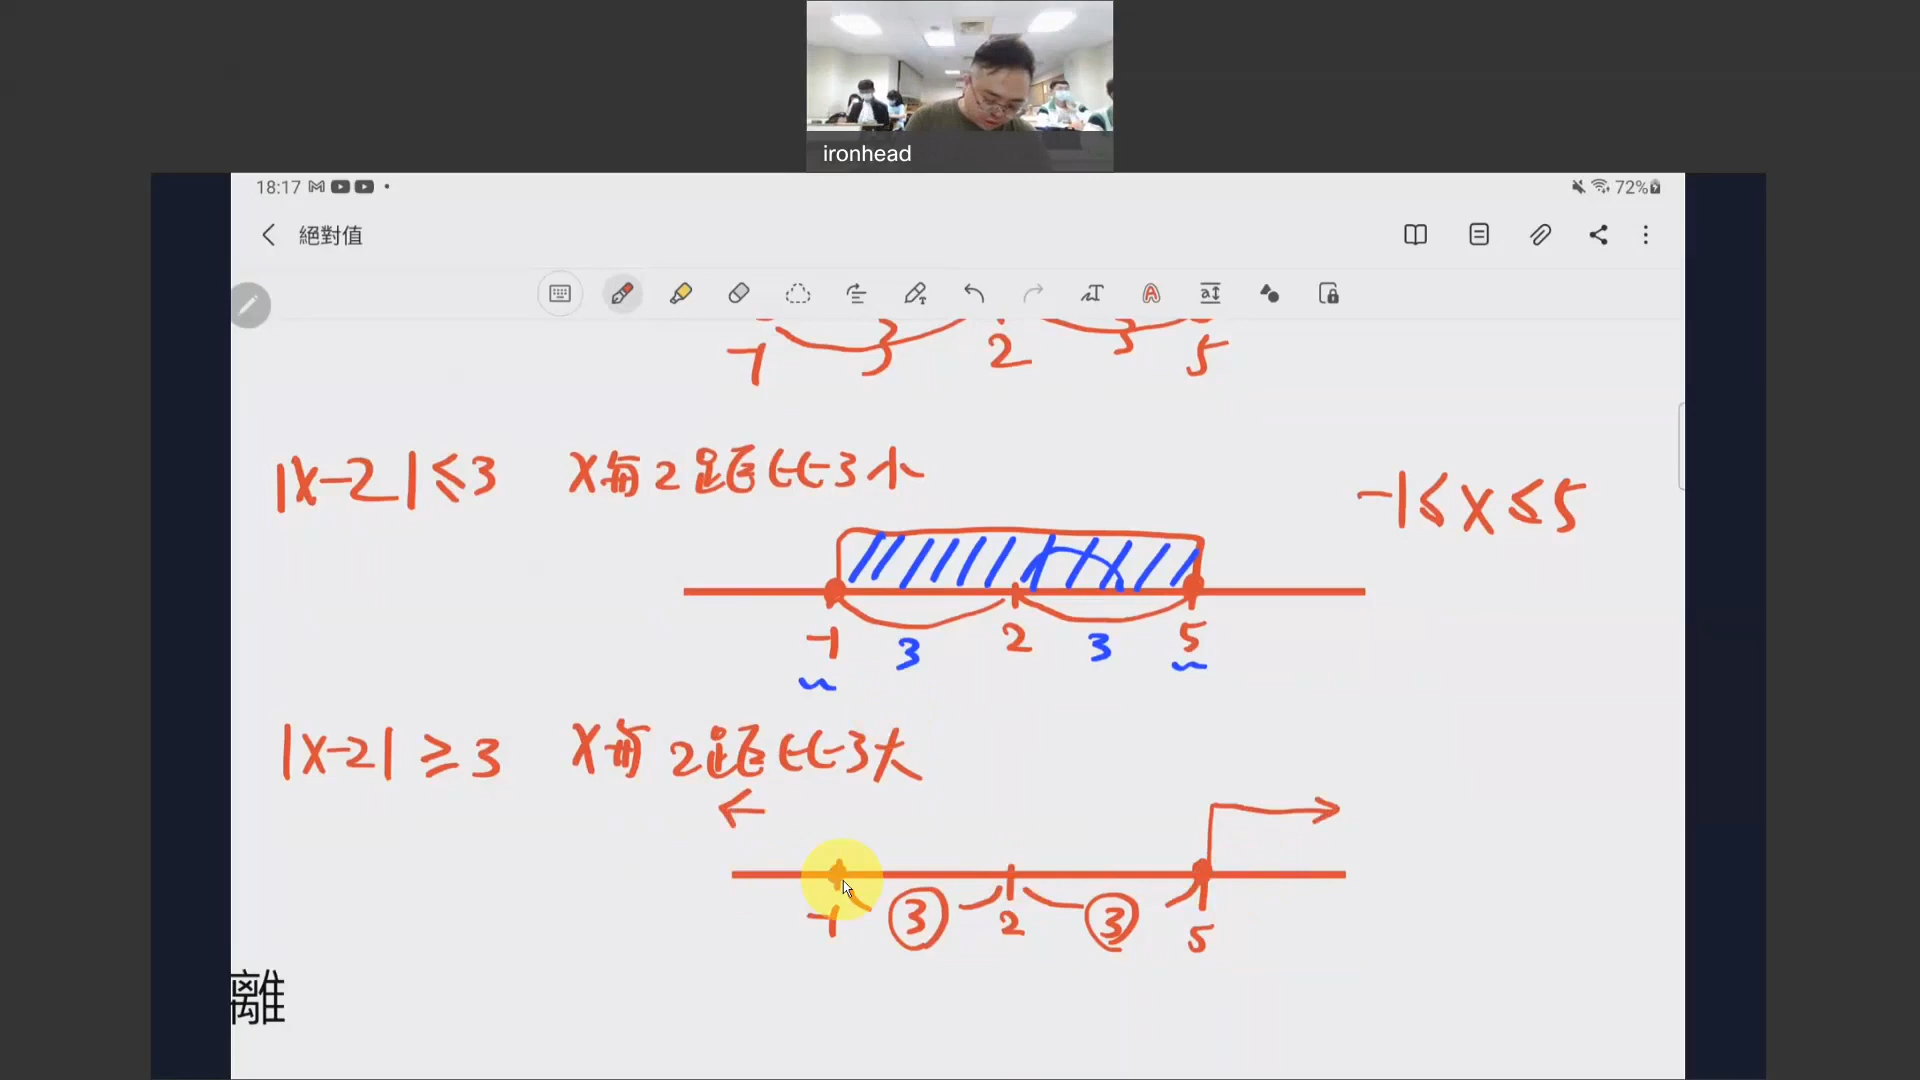 ironhead
18:17 72%
絕對值
-1 3 2 3 5
|x-2|≤3 x與2距比3小 -1≤x≤5
-1 3 2 3 5
|x-2|≥3 x與2距比3大
-1 3 2 3 5
離